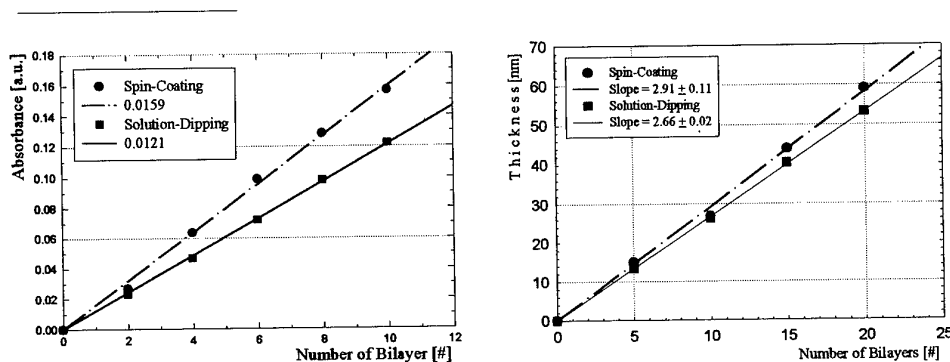 Absorbance [a.u.]
0.18
0.16
0.14
0.12
0.10
0.08
0.06
0.04
0.02
0.00
Spin-Coating
0.0159
Solution-Dipping
0.0121
0 2 4 6 8 10 12
Number of Bilayer [#]
Thickness [nm]
70
60
50
40
30
20
10
0
Spin-Coating
Slope = 2.91 ± 0.11
Solution-Dipping
Slope = 2.66 ± 0.02
0 5 10 15 20 25
Number of Bilayers [#]